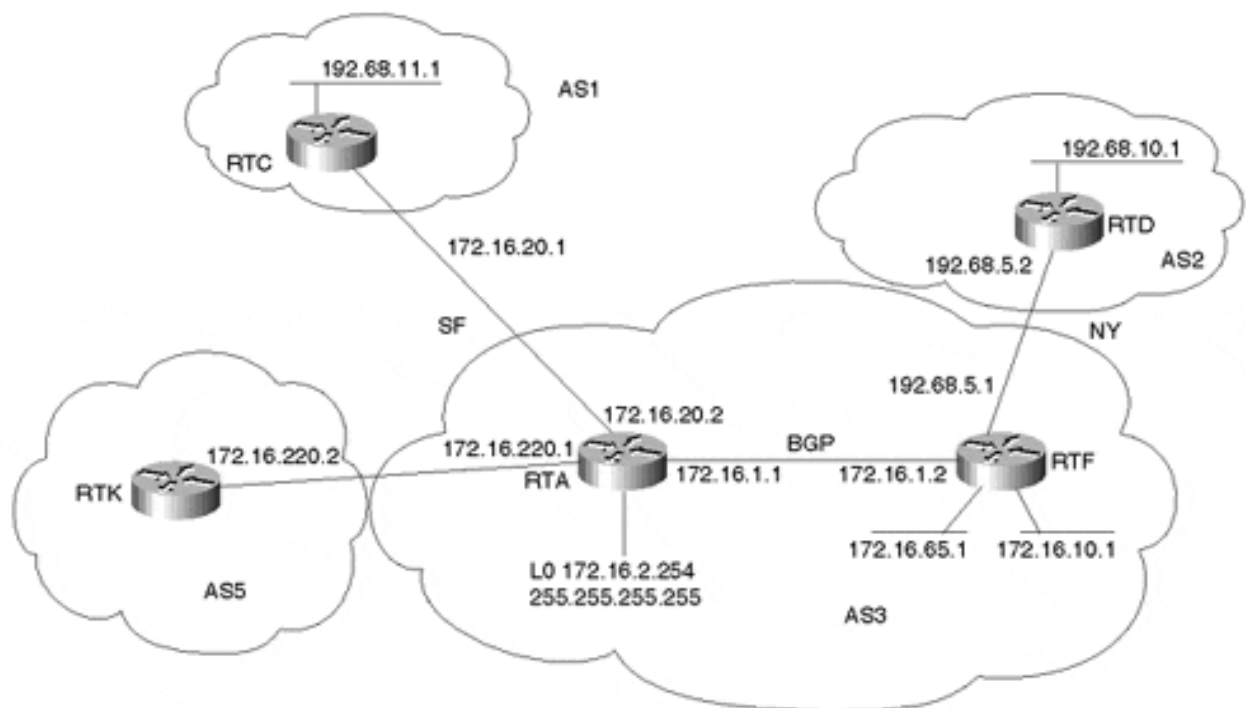 192.68.11.1
AS1
RTC
192.68.10.1
RTD
172.16.20.1
192.68.5.2
AS2
SF
NY
192.68.5.1
172.16.20.2
172.16.220.1
BGP
172.16.220.2
RTK
RTA
172.16.1.1
172.16.1.2
RTF
172.16.65.1
172.16.10.1
L0 172.16.2.254
255.255.255.255
AS5
AS3